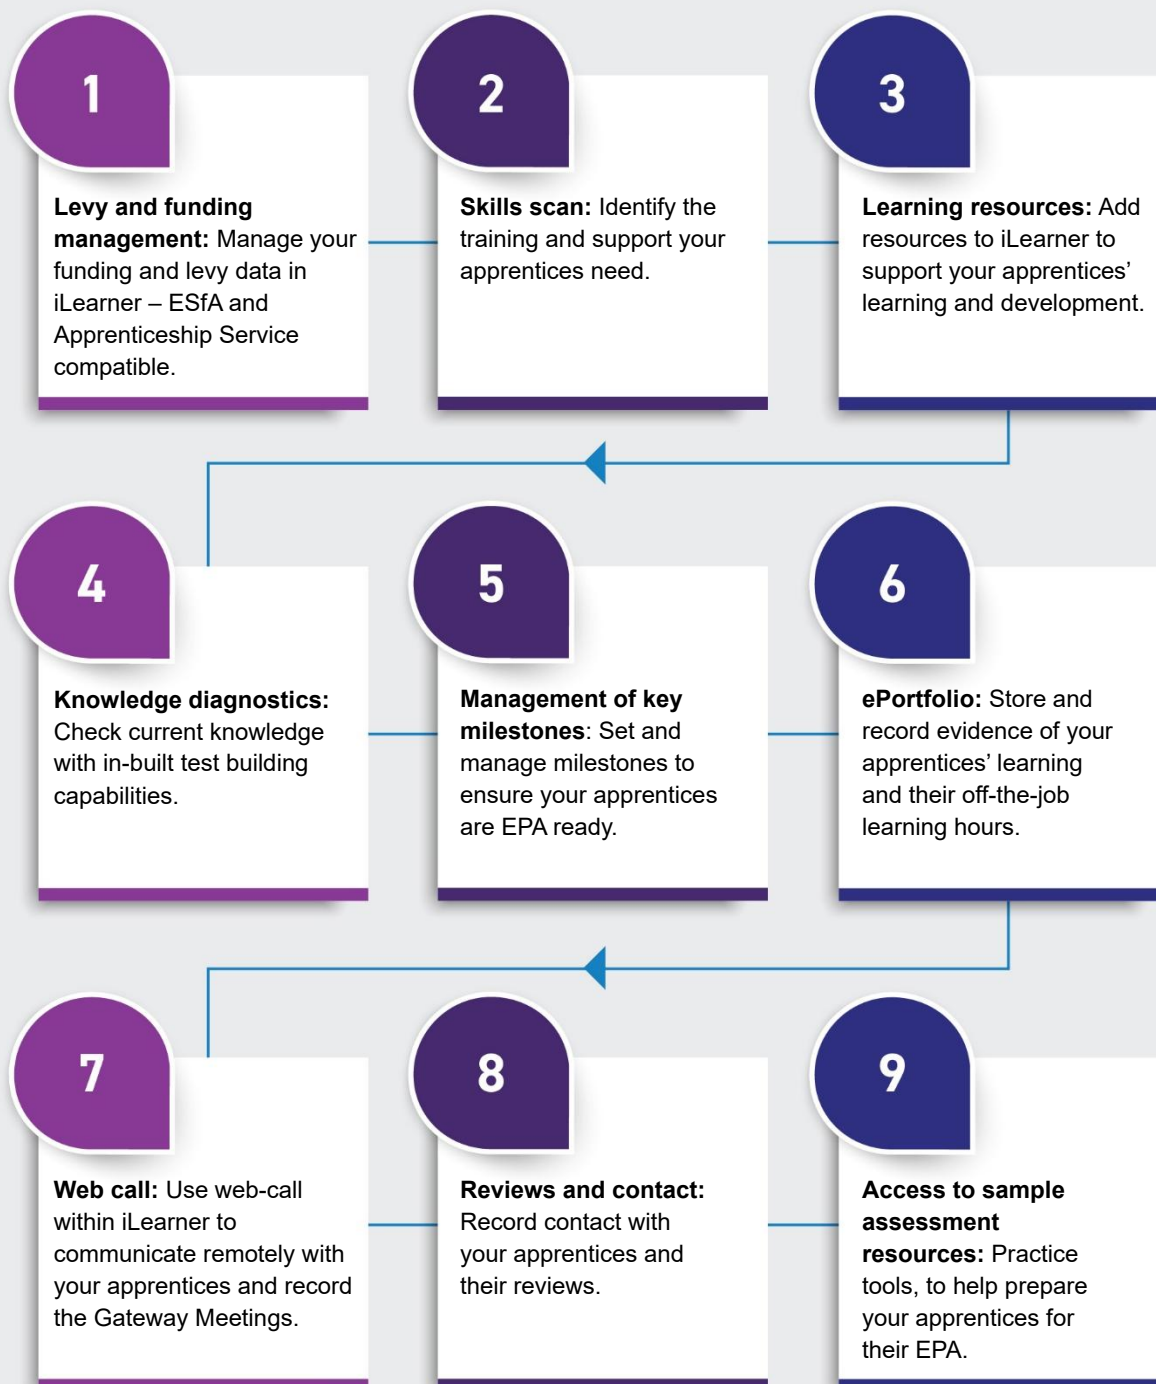 1
Levy and funding
management: Manage your
funding and levy data in
iLearner – ESfA and
Apprenticeship Service
compatible.
2
Skills scan: Identify the
training and support your
apprentices need.
3
Learning resources: Add
resources to iLearner to
support your apprentices’
learning and development.
4
Knowledge diagnostics:
Check current knowledge
with in-built test building
capabilities.
5
Management of key
milestones: Set and
manage milestones to
ensure your apprentices
are EPA ready.
6
ePortfolio: Store and
record evidence of your
apprentices’ learning
and their off-the-job
learning hours.
7
Web call: Use web-call
within iLearner to
communicate remotely with
your apprentices and record
the Gateway Meetings.
8
Reviews and contact:
Record contact with
your apprentices and
their reviews.
9
Access to sample
assessment
resources: Practice
tools, to help prepare
your apprentices for
their EPA.